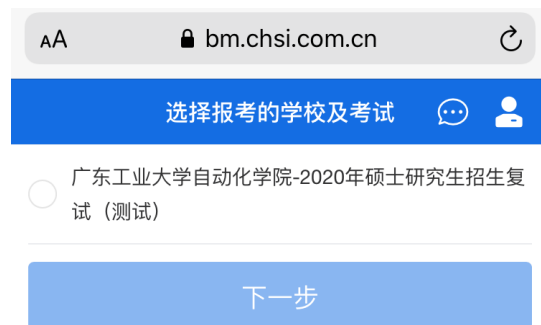 AA bm.chsi.com.cn
选择报考的学校及考试
广东工业大学自动化学院-2020年硕士研究生招生复
试（测试）
下一步